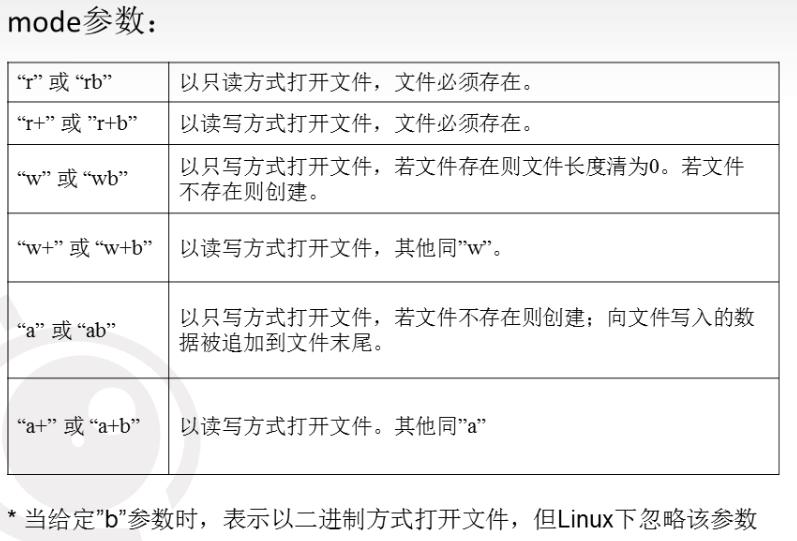 mode参数：
“r” 或 “rb” 以只读方式打开文件，文件必须存在。
“r+” 或 ”r+b” 以读写方式打开文件，文件必须存在。
“w” 或 “wb” 以只写方式打开文件，若文件存在则文件长度清为0。若文件
不存在则创建。
“w+” 或 “w+b” 以读写方式打开文件，其他同”w”。
“a” 或 “ab” 以只写方式打开文件，若文件不存在则创建；向文件写入的数
据被追加到文件末尾。
“a+” 或 “a+b” 以读写方式打开文件。其他同”a”
* 当给定”b”参数时，表示以二进制方式打开文件，但Linux下忽略该参数